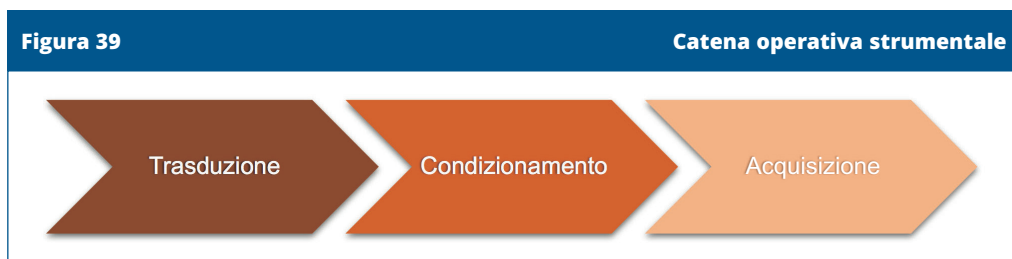 Figura 39
Catena operativa strumentale
Trasduzione
Condizionamento
Acquisizione